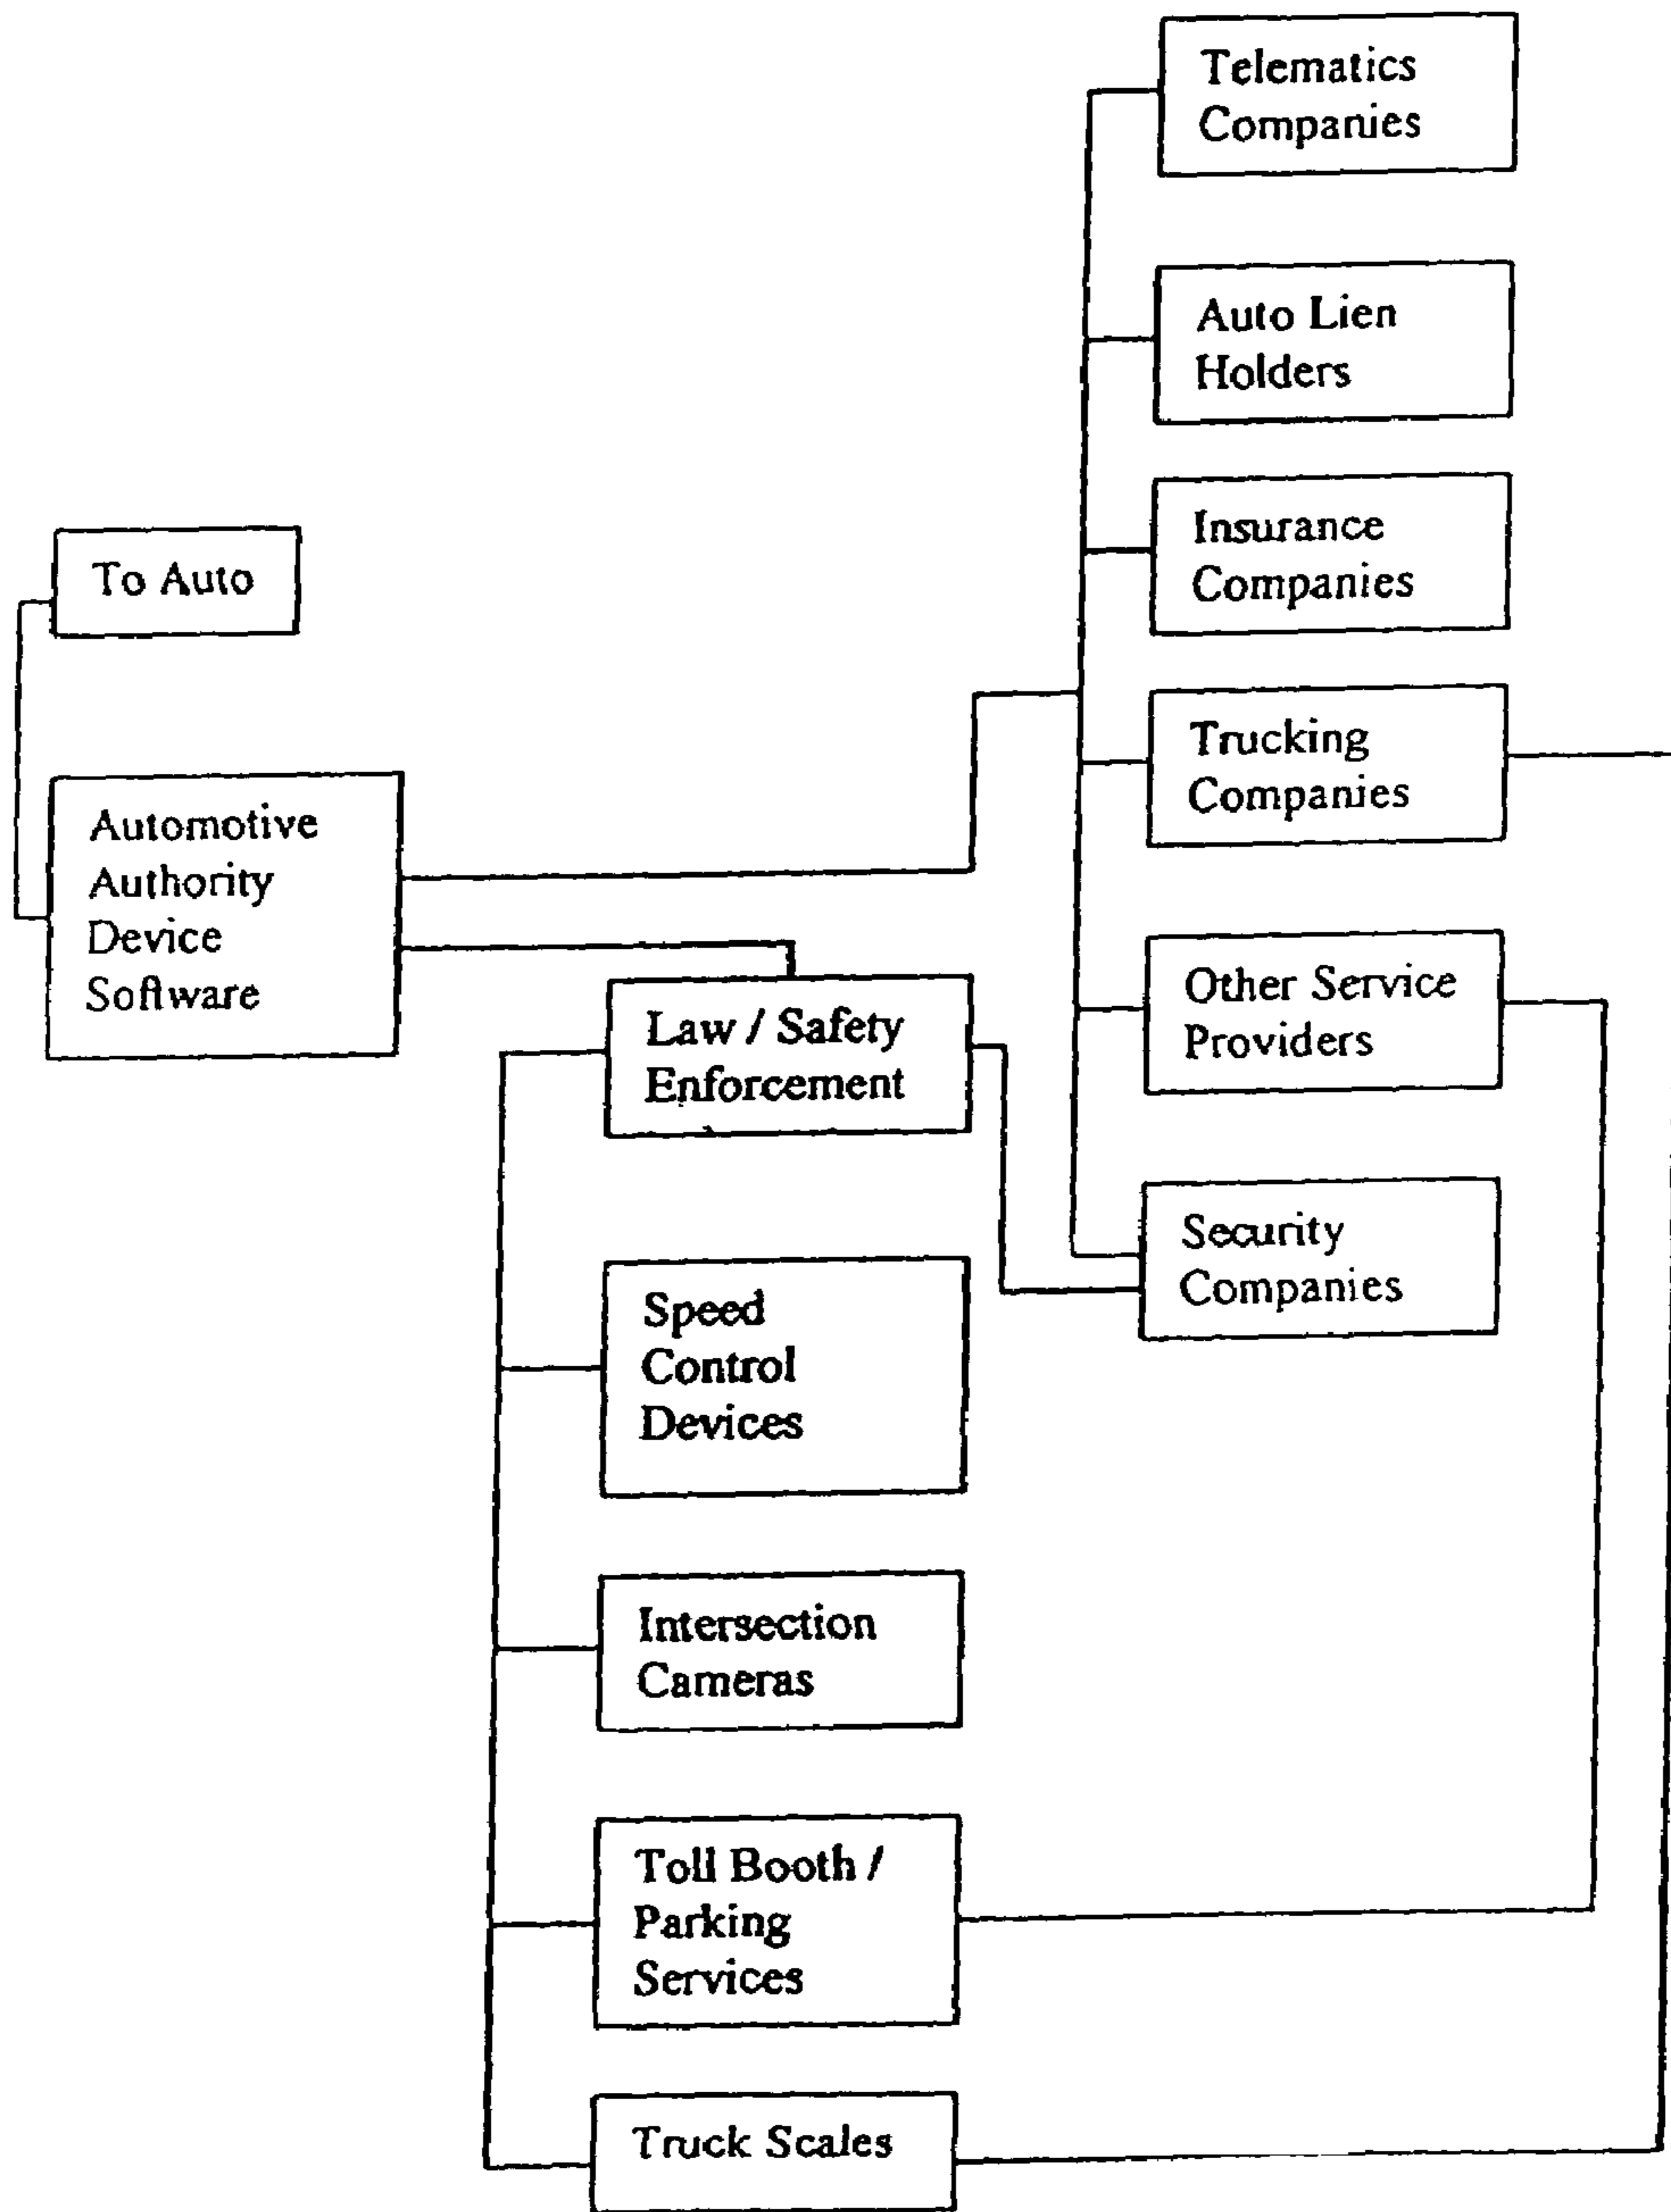 Telematics
Companies
Auto Lien
Holders
Insurance
Companies
To Auto
Trucking
Companies
Automotive
Authority
Device
Software
Other Service
Providers
Law / Safety
Enforcement
Security
Companies
Speed
Control
Devices
Intersection
Cameras
Toll Booth /
Parking
Services
Truck Scales